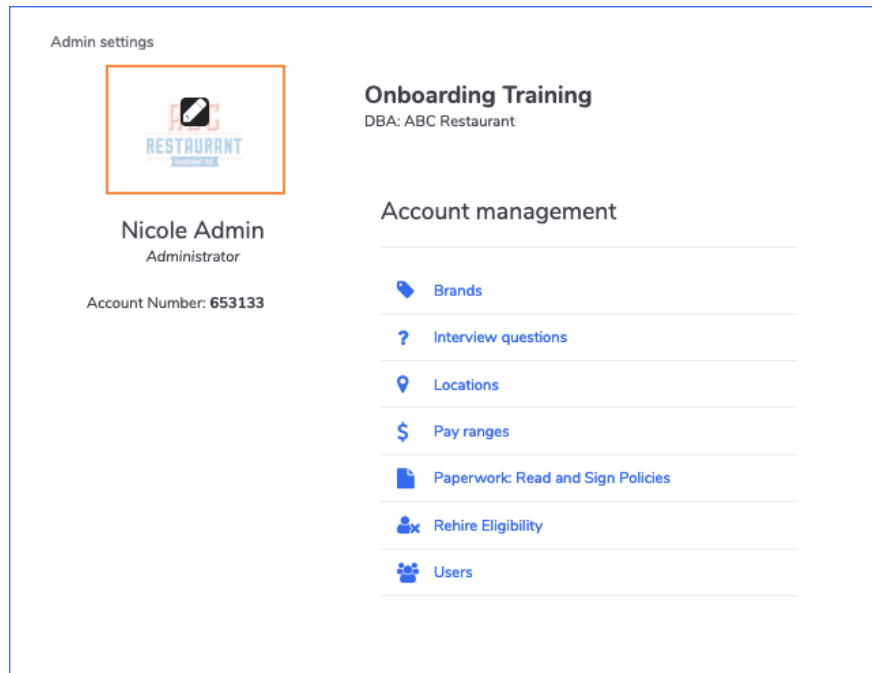 Admin settings
ABC
RESTAURANT
Onboarding Training
DBA: ABC Restaurant
Nicole Admin
Administrator
Account Number: 653133
Account management
Brands
Interview questions
Locations
Pay ranges
Paperwork: Read and Sign Policies
Rehire Eligibility
Users